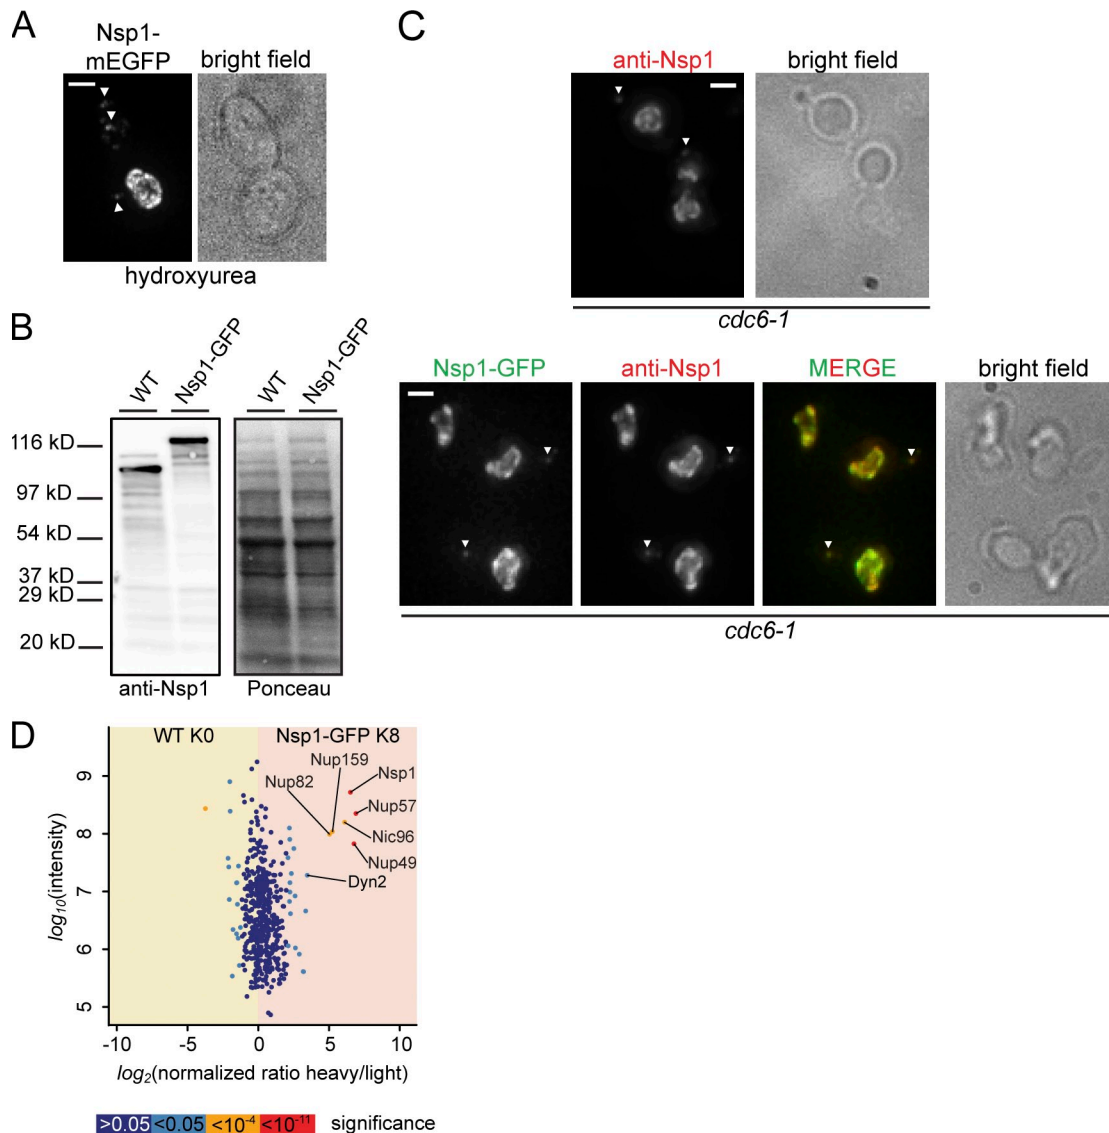 A
Nsp1-
mEGFP
bright field
hydroxyurea
B
WT
Nsp1-GFP
WT
Nsp1-GFP
116 kD
97 kD
54 kD
37 kD
29 kD
20 kD
anti-Nsp1
Ponceau
C
anti-Nsp1
bright field
cdc6-1
Nsp1-GFP
anti-Nsp1
MERGE
bright field
cdc6-1
D
WT K0
Nsp1-GFP K8
Nup159
Nup82
Nsp1
Nup57
Nic96
Nup49
Dyn2
log₁₀(intensity)
9
8
7
6
5
-10
-5
0
5
10
log₂(normalized ratio heavy/light)
>0.05 <0.05 <10⁻⁴ <10⁻¹¹ significance